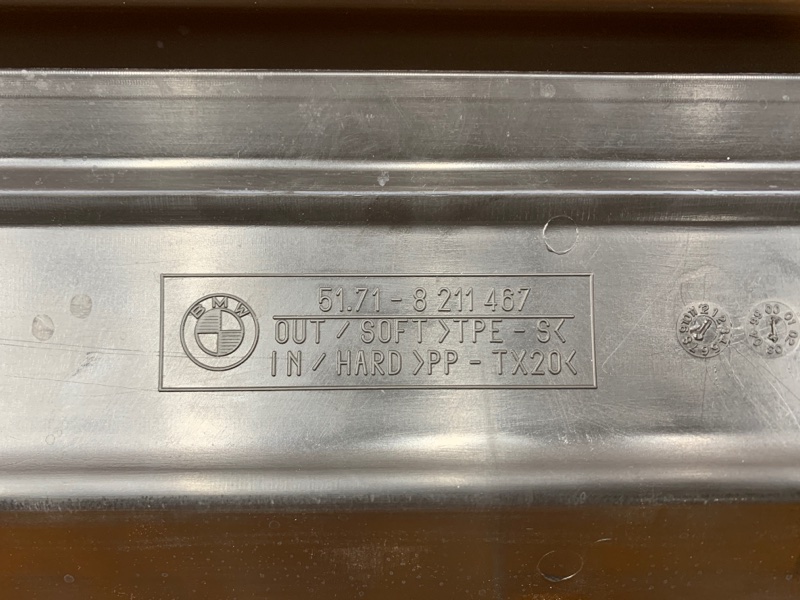 BMW
51.71 - 8 211 467
OUT / SOFT >TPE - S<
IN / HARD >PP - TX20<